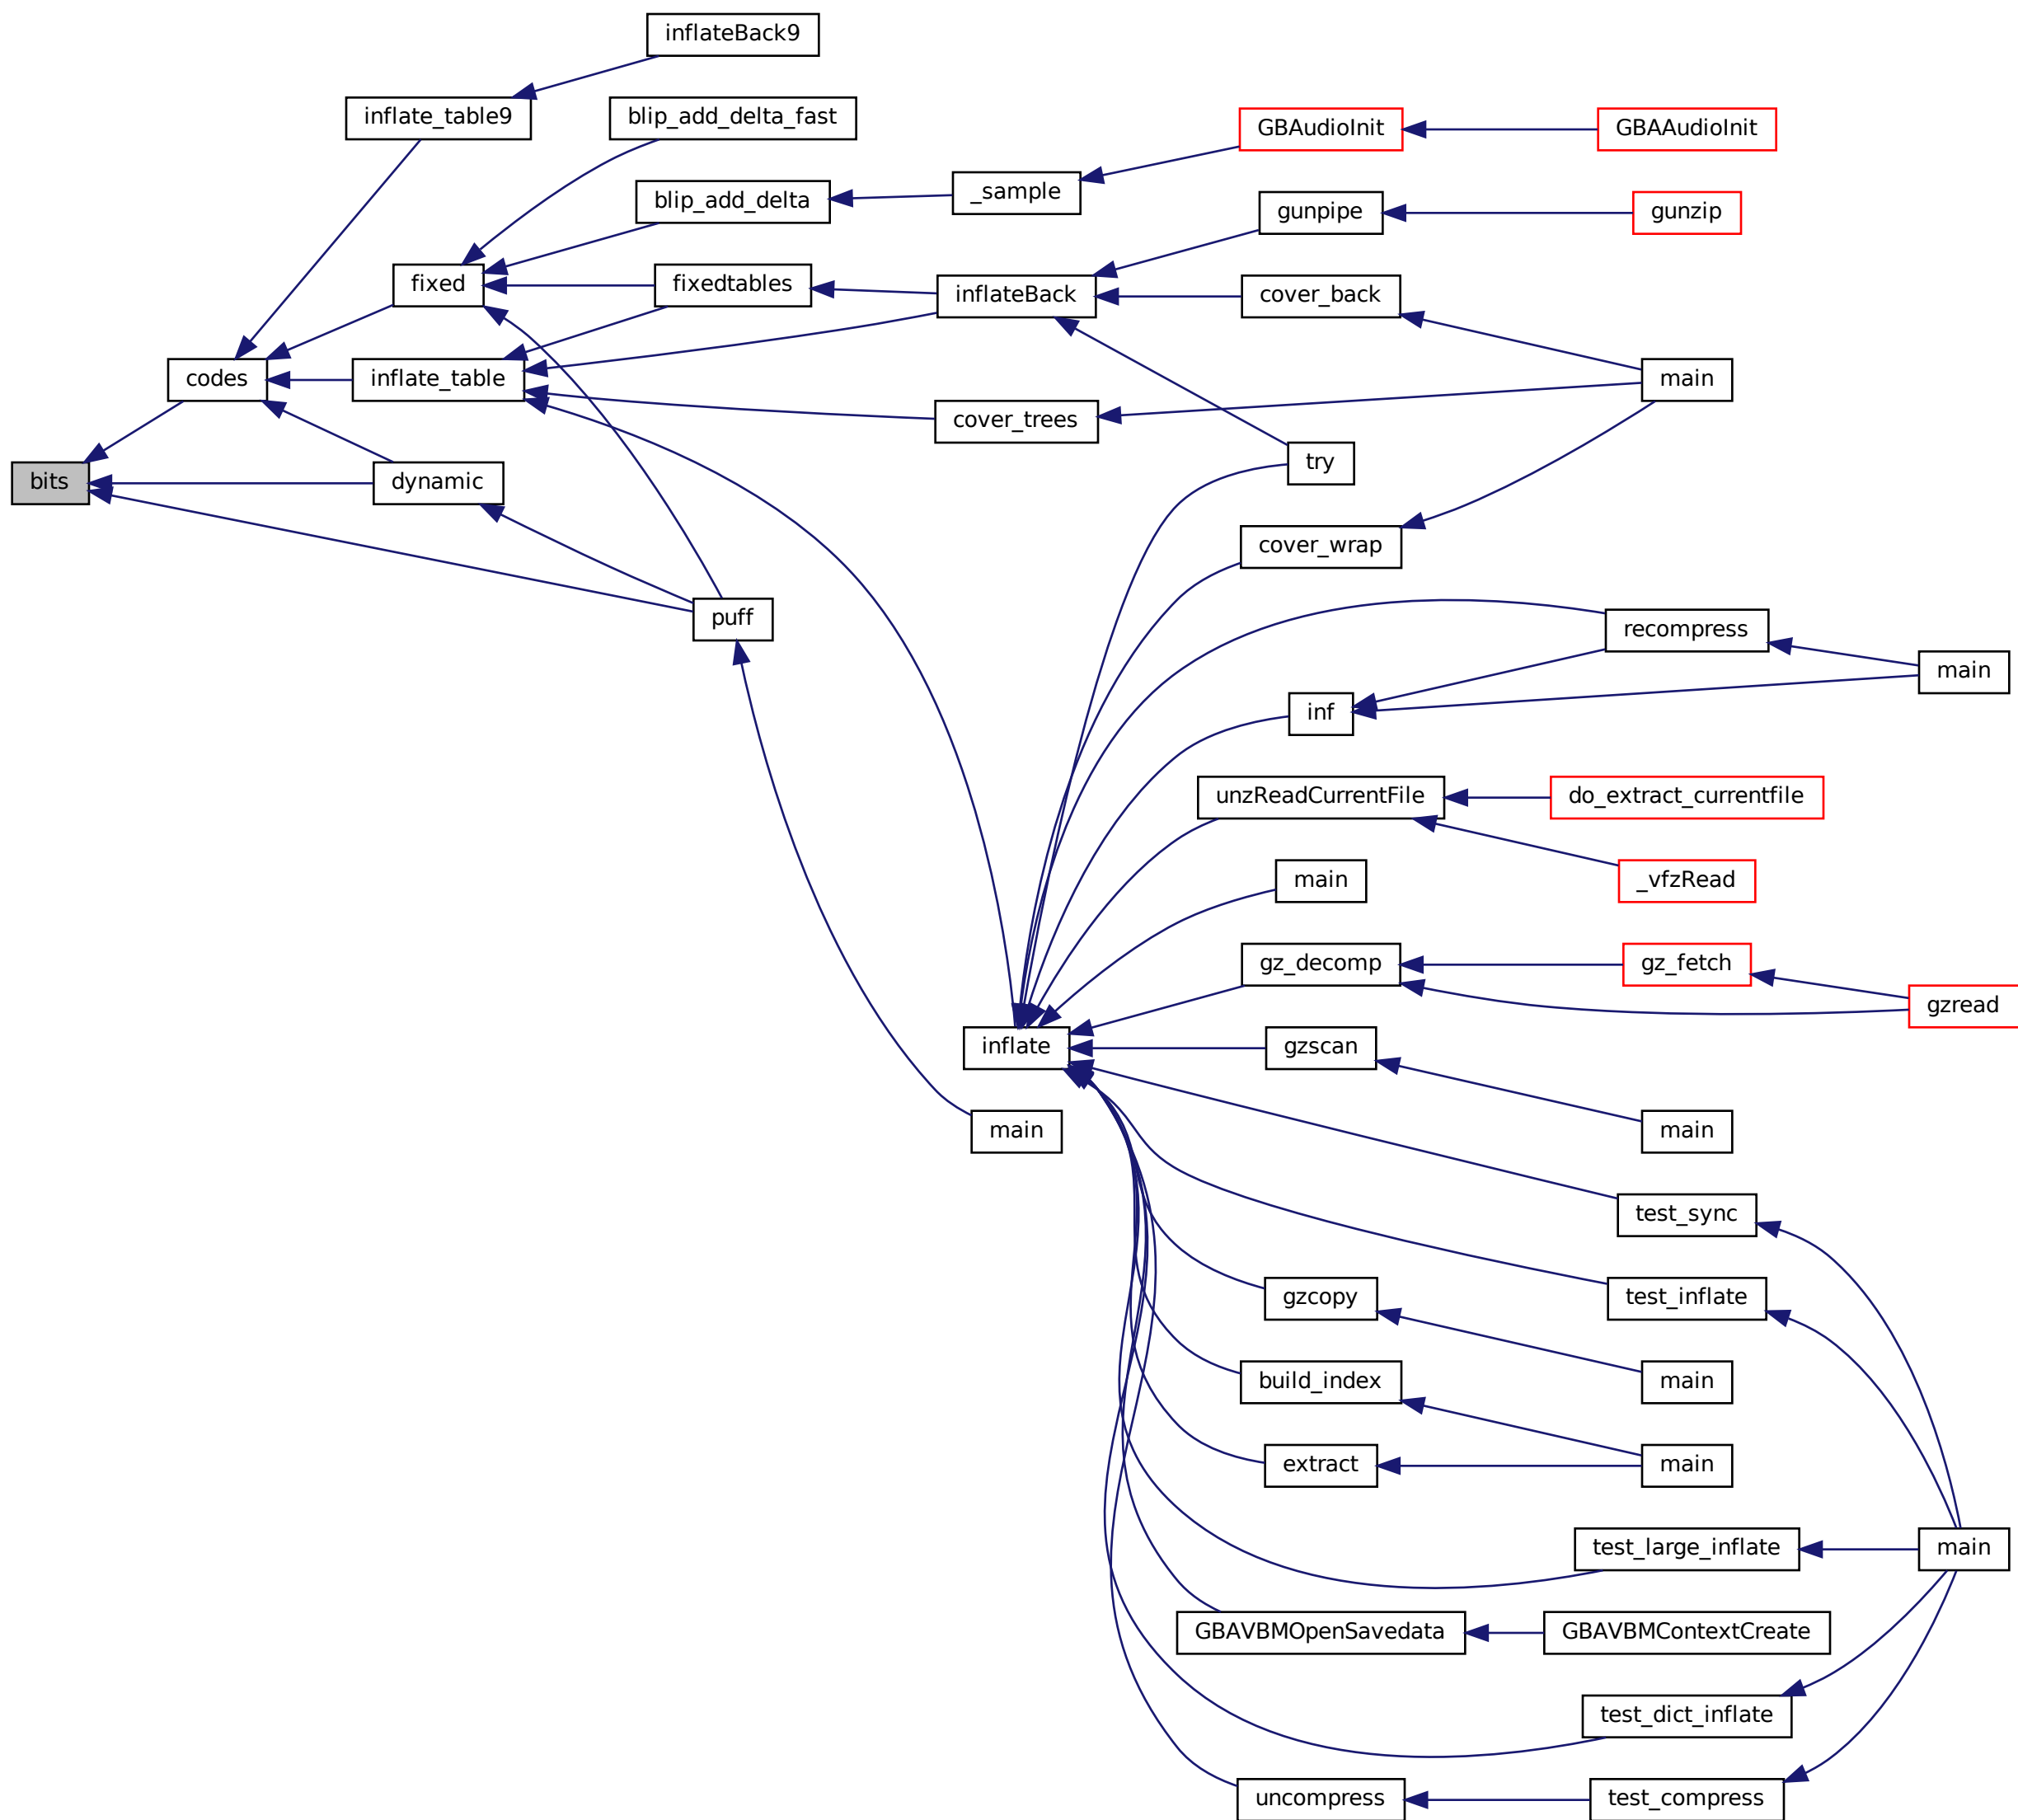 inflateBack9
inflate_table9
blip_add_delta_fast
GBAudioInit
GBAAudioInit
blip_add_delta
_sample
gunpipe
gunzip
fixed
fixedtables
inflateBack
cover_back
codes
inflate_table
main
cover_trees
try
bits
dynamic
cover_wrap
puff
recompress
main
inf
unzReadCurrentFile
do_extract_currentfile
main
_vfzRead
gz_decomp
gz_fetch
gzread
inflate
gzscan
main
main
test_sync
gzcopy
test_inflate
build_index
main
extract
main
test_large_inflate
main
GBAVBMOpenSavedata
GBAVBMContextCreate
test_dict_inflate
uncompress
test_compress